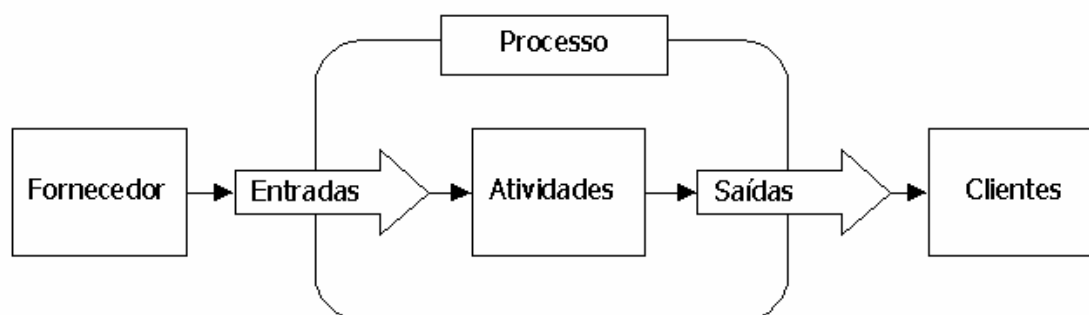 Processo
Fornecedor
Entradas
Atividades
Saídas
Clientes